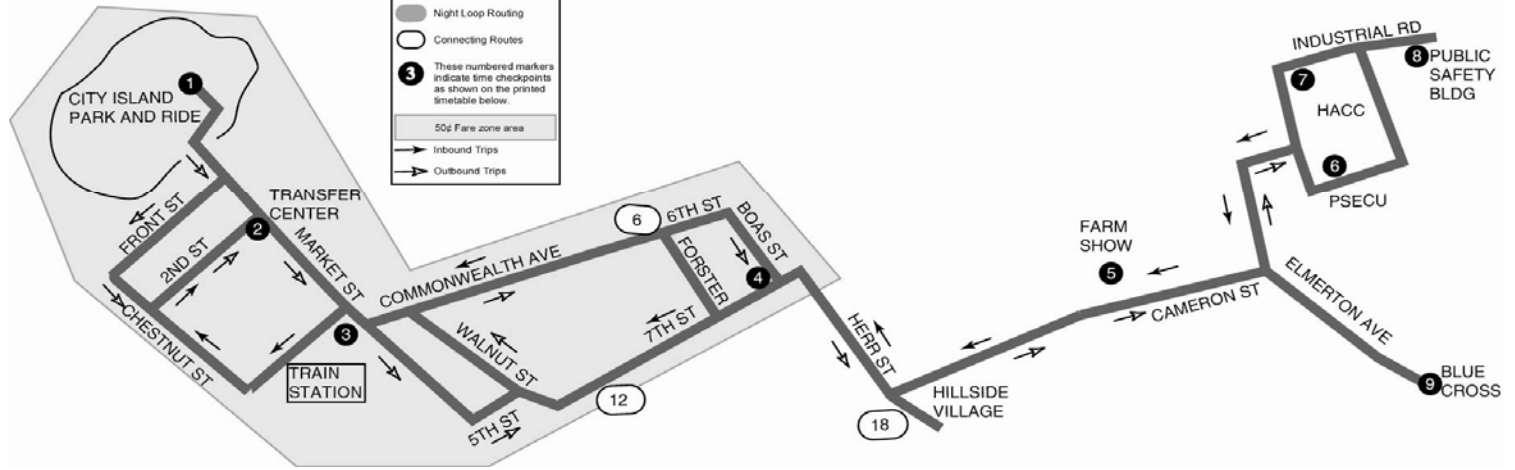 Night Loop Routing
Connecting Routes
3
These numbered markers
indicate time checkpoints
as shown on the printed
timetable below.
50¢ Fare zone area
Inbound Trips
Outbound Trips
1
CITY ISLAND
PARK AND RIDE
FRONT ST
2ND ST
TRANSFER
CENTER
2
MARKET ST
CHESTNUT ST
3
TRAIN
STATION
COMMONWEALTH AVE
WALNUT ST
5TH ST
6
6TH ST
BOAS ST
FORSTER
4
7TH ST
12
HERR ST
18
HILLSIDE
VILLAGE
FARM
SHOW
5
CAMERON ST
ELMERTON AVE
INDUSTRIAL RD
7
HACC
6
PSECU
8
PUBLIC
SAFETY
BLDG
9
BLUE
CROSS